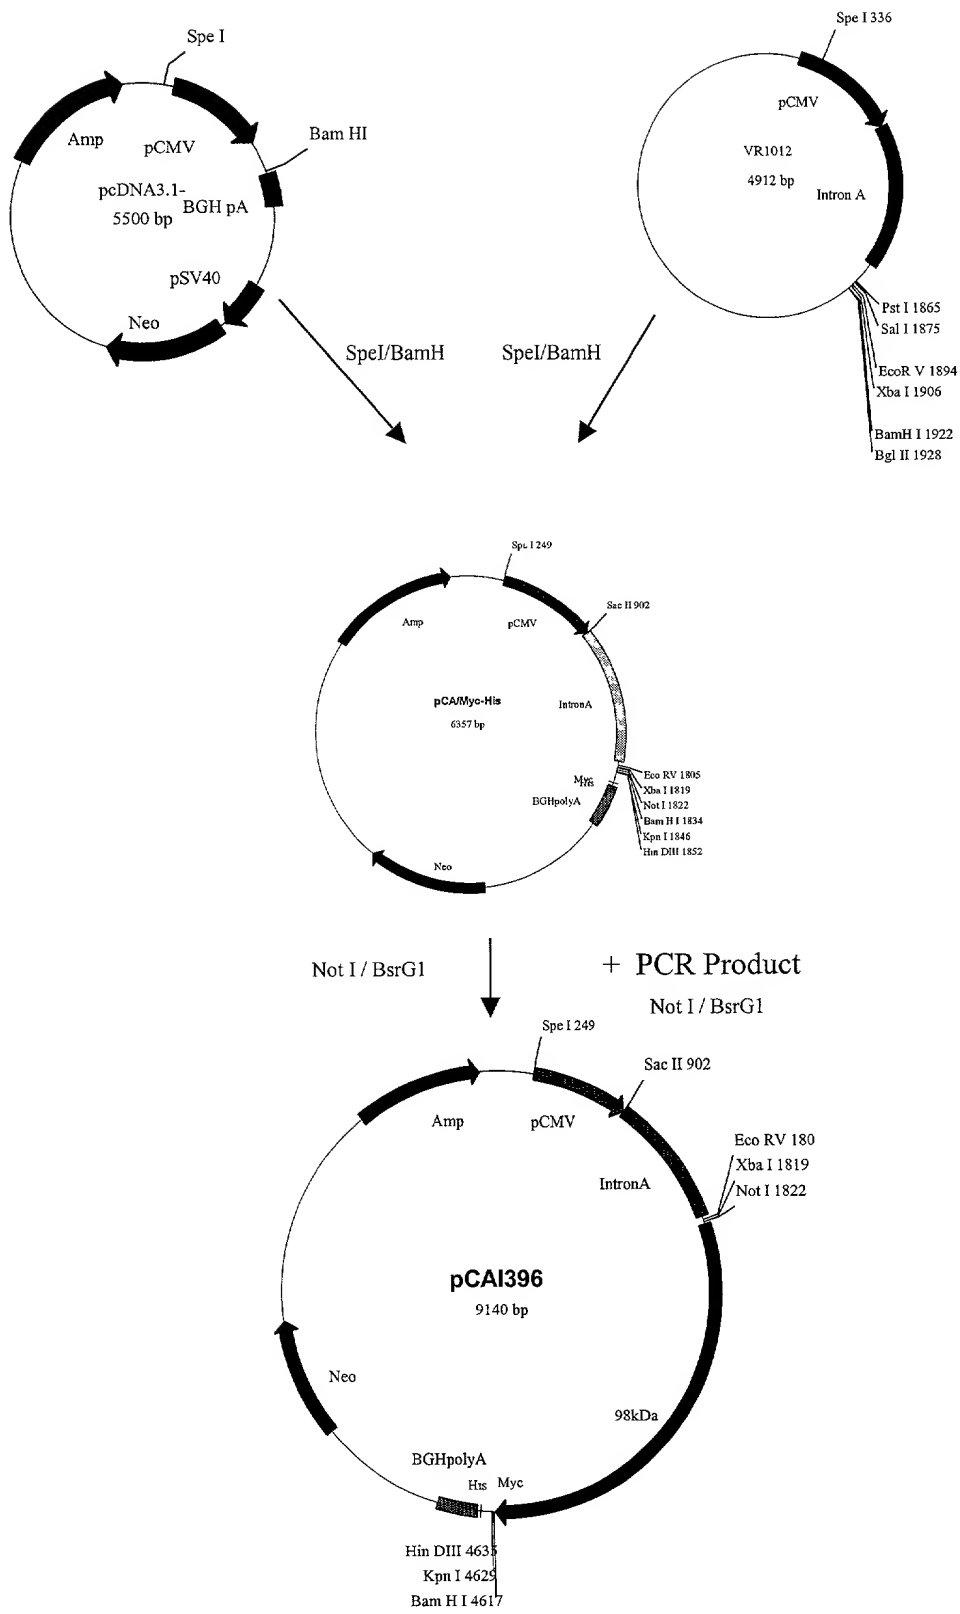 Spe I
Amp
pCMV
Bam HI
pcDNA3.1-
5500 bp
BGH pA
pSV40
Neo
Spe I 336
pCMV
VR1012
4912 bp
Intron A
Pst I 1865
Sal I 1875
EcoR V 1894
Xba I 1906
BamH I 1922
Bgl II 1928
SpeI/BamH
SpeI/BamH
Spe I 249
Sac II 902
Amp
pCMV
pCA/Myc-His
6357 bp
IntronA
Eco RV 1805
Xba I 1819
Not I 1822
Bam H I 1834
Kpn I 1846
Hin DIII 1852
Myc
His
BGHpolyA
Neo
Not I / BsrG1
+ PCR Product
Not I / BsrG1
Spe I 249
Sac II 902
Amp
pCMV
Eco RV 180
Xba I 1819
Not I 1822
IntronA
pCAI396
9140 bp
Neo
98kDa
BGHpolyA
His
Myc
Hin DIII 4635
Kpn I 4629
Bam H I 4617